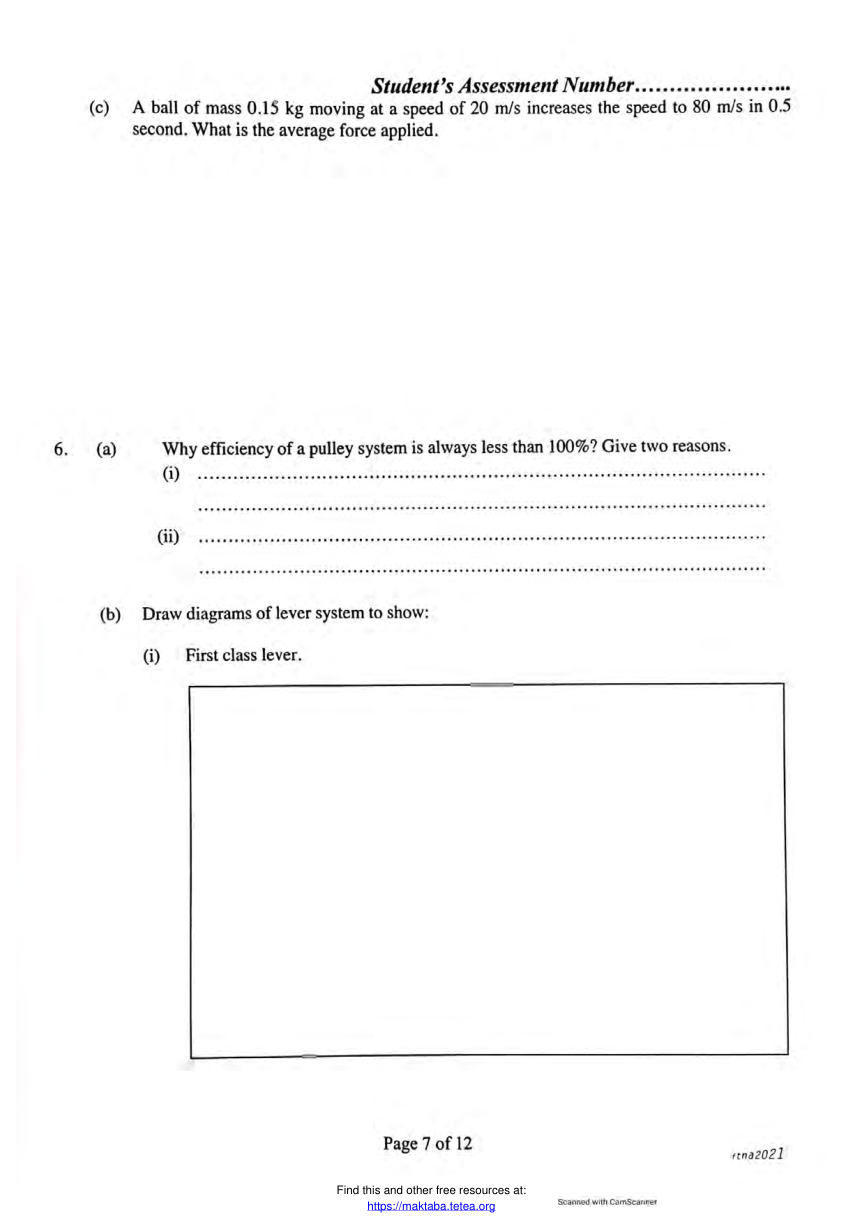 Student's Assessment Number.......................
(c) A ball of mass 0.15 kg moving at a speed of 20 m/s increases the speed to 80 m/s in 0.5
second. What is the average force applied.
6. (a) Why efficiency of a pulley system is always less than 100%? Give two reasons.
(i) ................................................................................................
................................................................................................
(ii) ................................................................................................
................................................................................................
(b) Draw diagrams of lever system to show:
(i) First class lever.
Page 7 of 12
ftna2021
Find this and other free resources at:
https://maktaba.tetea.org
Scanned with CamScanner